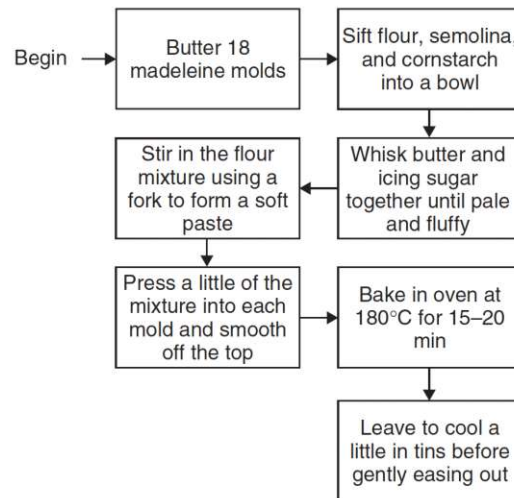 Begin
Butter 18
madeleine molds
Sift flour, semolina,
and cornstarch
into a bowl
Whisk butter and
icing sugar
together until pale
and fluffy
Stir in the flour
mixture using a
fork to form a soft
paste
Press a little of the
mixture into each
mold and smooth
off the top
Bake in oven at
180°C for 15–20
min
Leave to cool a
little in tins before
gently easing out